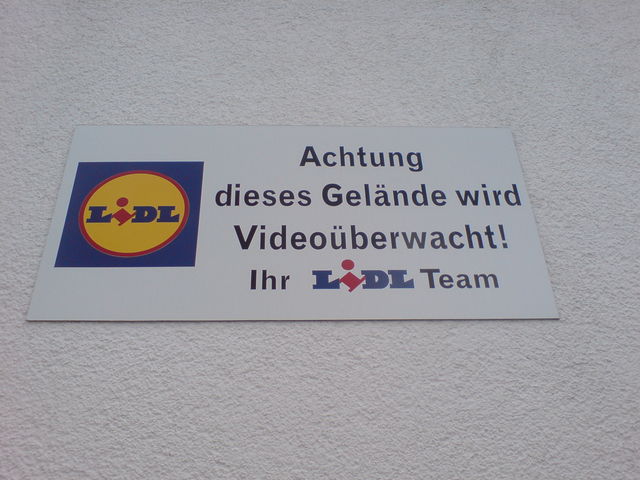 LiDL
Achtung
dieses Gelände wird
Videoüberwacht!
Ihr LiDL Team